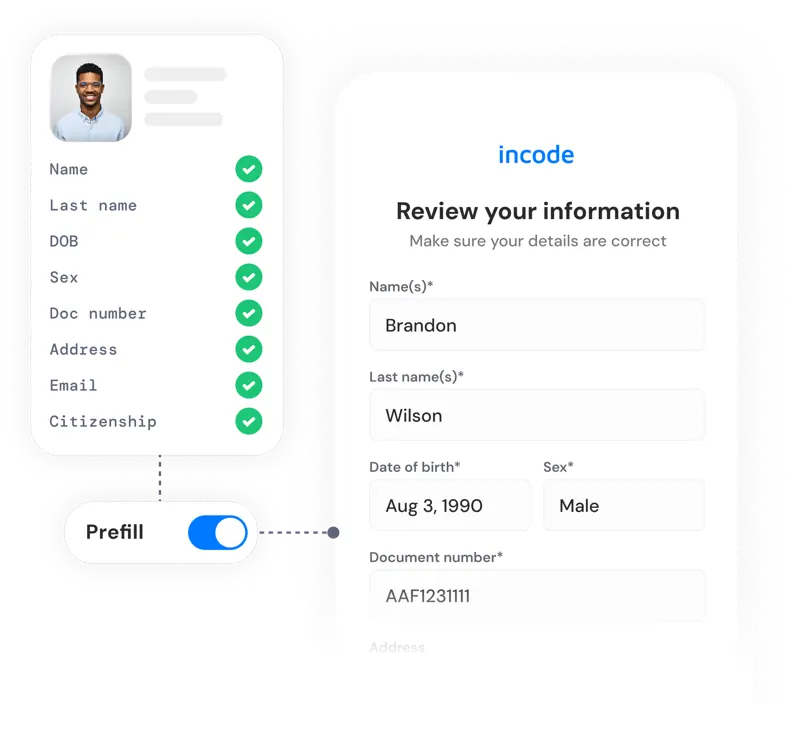 Name
Last name
DOB
Sex
Doc number
Address
Email
Citizenship
Prefill
incode
Review your information
Make sure your details are correct
Name(s)*
Brandon
Last name(s)*
Wilson
Date of birth*
Sex*
Aug 3, 1990
Male
Document number*
AAF1231111
Address